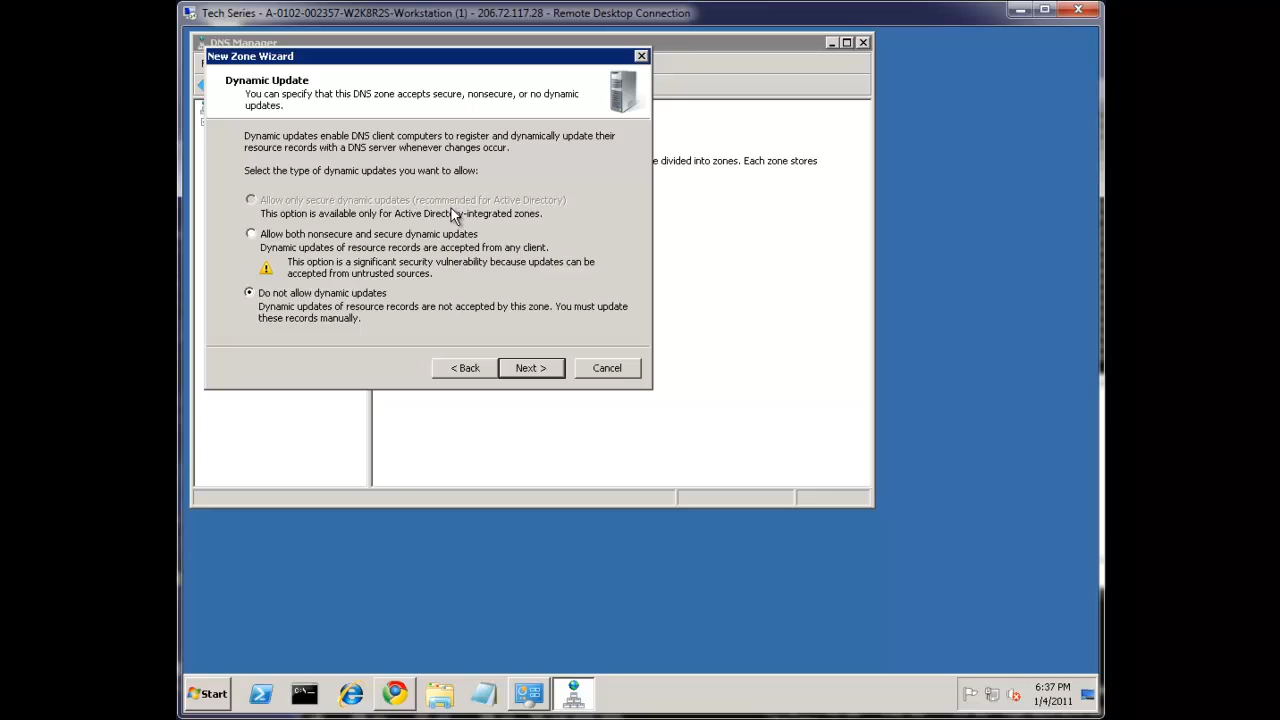 Tech Series - A-0102-002357-W2K8R2S-Workstation (1) - 206.72.117.28 - Remote Desktop Connection
DNS Manager
New Zone Wizard
Dynamic Update
You can specify that this DNS zone accepts secure, nonsecure, or no dynamic
updates.
Dynamic updates enable DNS client computers to register and dynamically update their
resource records with a DNS server whenever changes occur.
e divided into zones. Each zone stores
Select the type of dynamic updates you want to allow:
Allow only secure dynamic updates (recommended for Active Directory)
This option is available only for Active Directory-integrated zones.
Allow both nonsecure and secure dynamic updates
Dynamic updates of resource records are accepted from any client.
This option is a significant security vulnerability because updates can be
accepted from untrusted sources.
Do not allow dynamic updates
Dynamic updates of resource records are not accepted by this zone. You must update
these records manually.
< Back
Next >
Cancel
Start
6:37 PM
1/4/2011